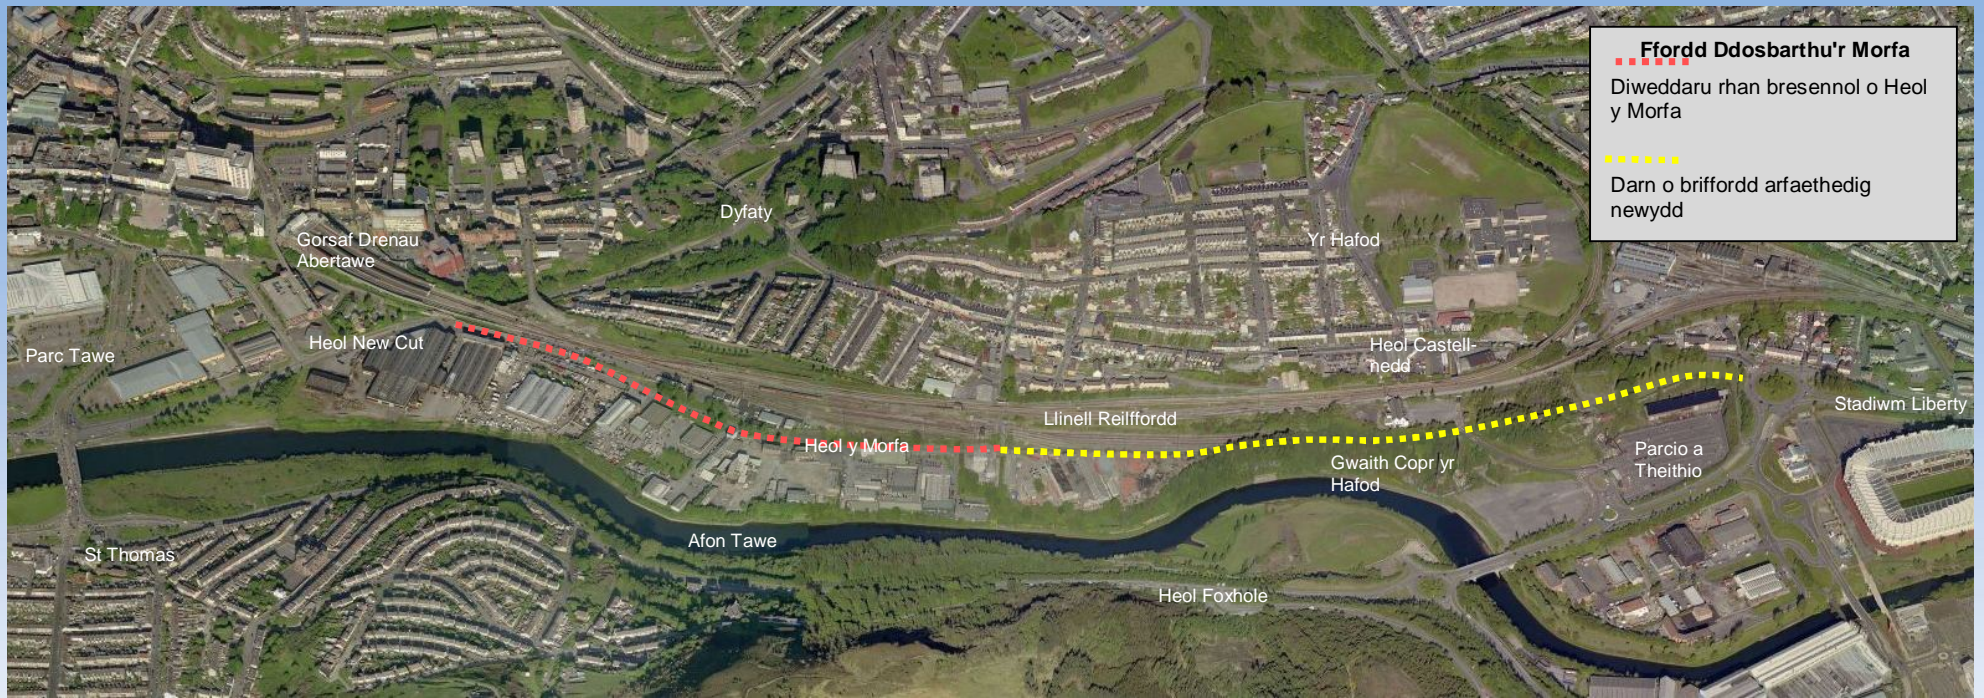 Ffordd Ddosbarthu'r Morfa
Diweddaru rhan bresennol o Heol
y Morfa
Darn o briffordd arfaethedig
newydd
Dyfaty
Gorsaf Drenau
Abertawe
Yr Hafod
Heol New Cut
Parc Tawe
Heol Castell-
nedd
Stadiwm Liberty
Llinell Reilffordd
Heol y Morfa
Parcio a
Theithio
Gwaith Copr yr
Hafod
Afon Tawe
St Thomas
Heol Foxhole